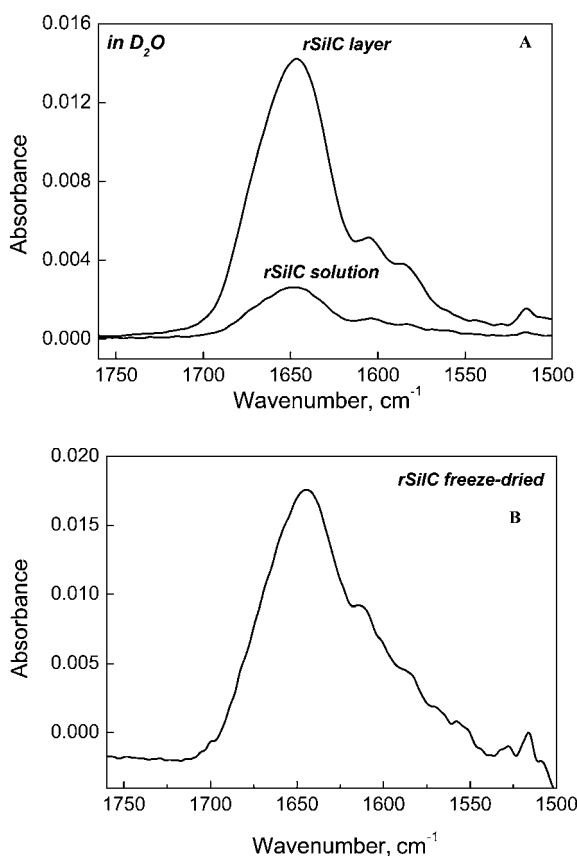 in D2O
rSilC layer
A
rSilC solution
0.016
0.012
0.008
0.004
0.000
Absorbance
1750 1700 1650 1600 1550 1500
Wavenumber, cm-1
rSilC freeze-dried
B
0.020
0.015
0.010
0.005
0.000
Absorbance
1750 1700 1650 1600 1550 1500
Wavenumber, cm-1